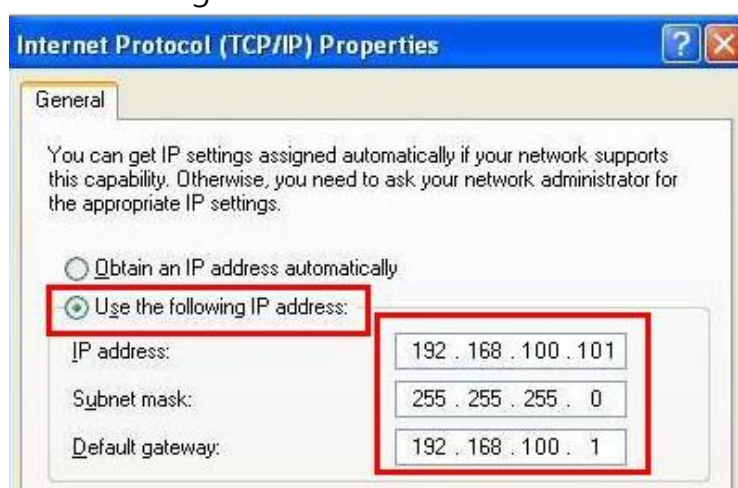 Internet Protocol (TCP/IP) Properties
General
You can get IP settings assigned automatically if your network supports
this capability. Otherwise, you need to ask your network administrator for
the appropriate IP settings.
Obtain an IP address automatically
Use the following IP address:
IP address: 192 . 168 . 100 . 101
Subnet mask: 255 . 255 . 255 . 0
Default gateway: 192 . 168 . 100 . 1